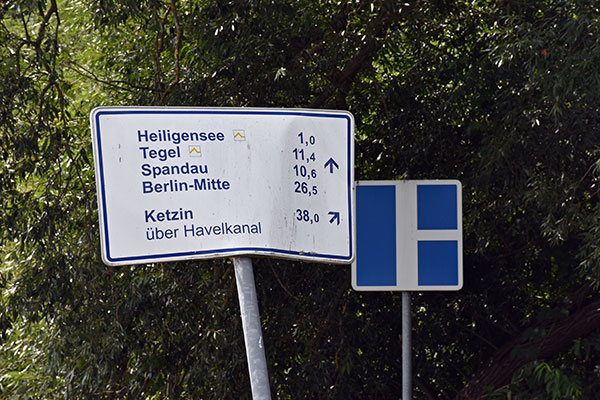 Heiligensee 1,0
Tegel 11,4
Spandau 10,6
Berlin-Mitte 26,5
Ketzin 38,0
über Havelkanal